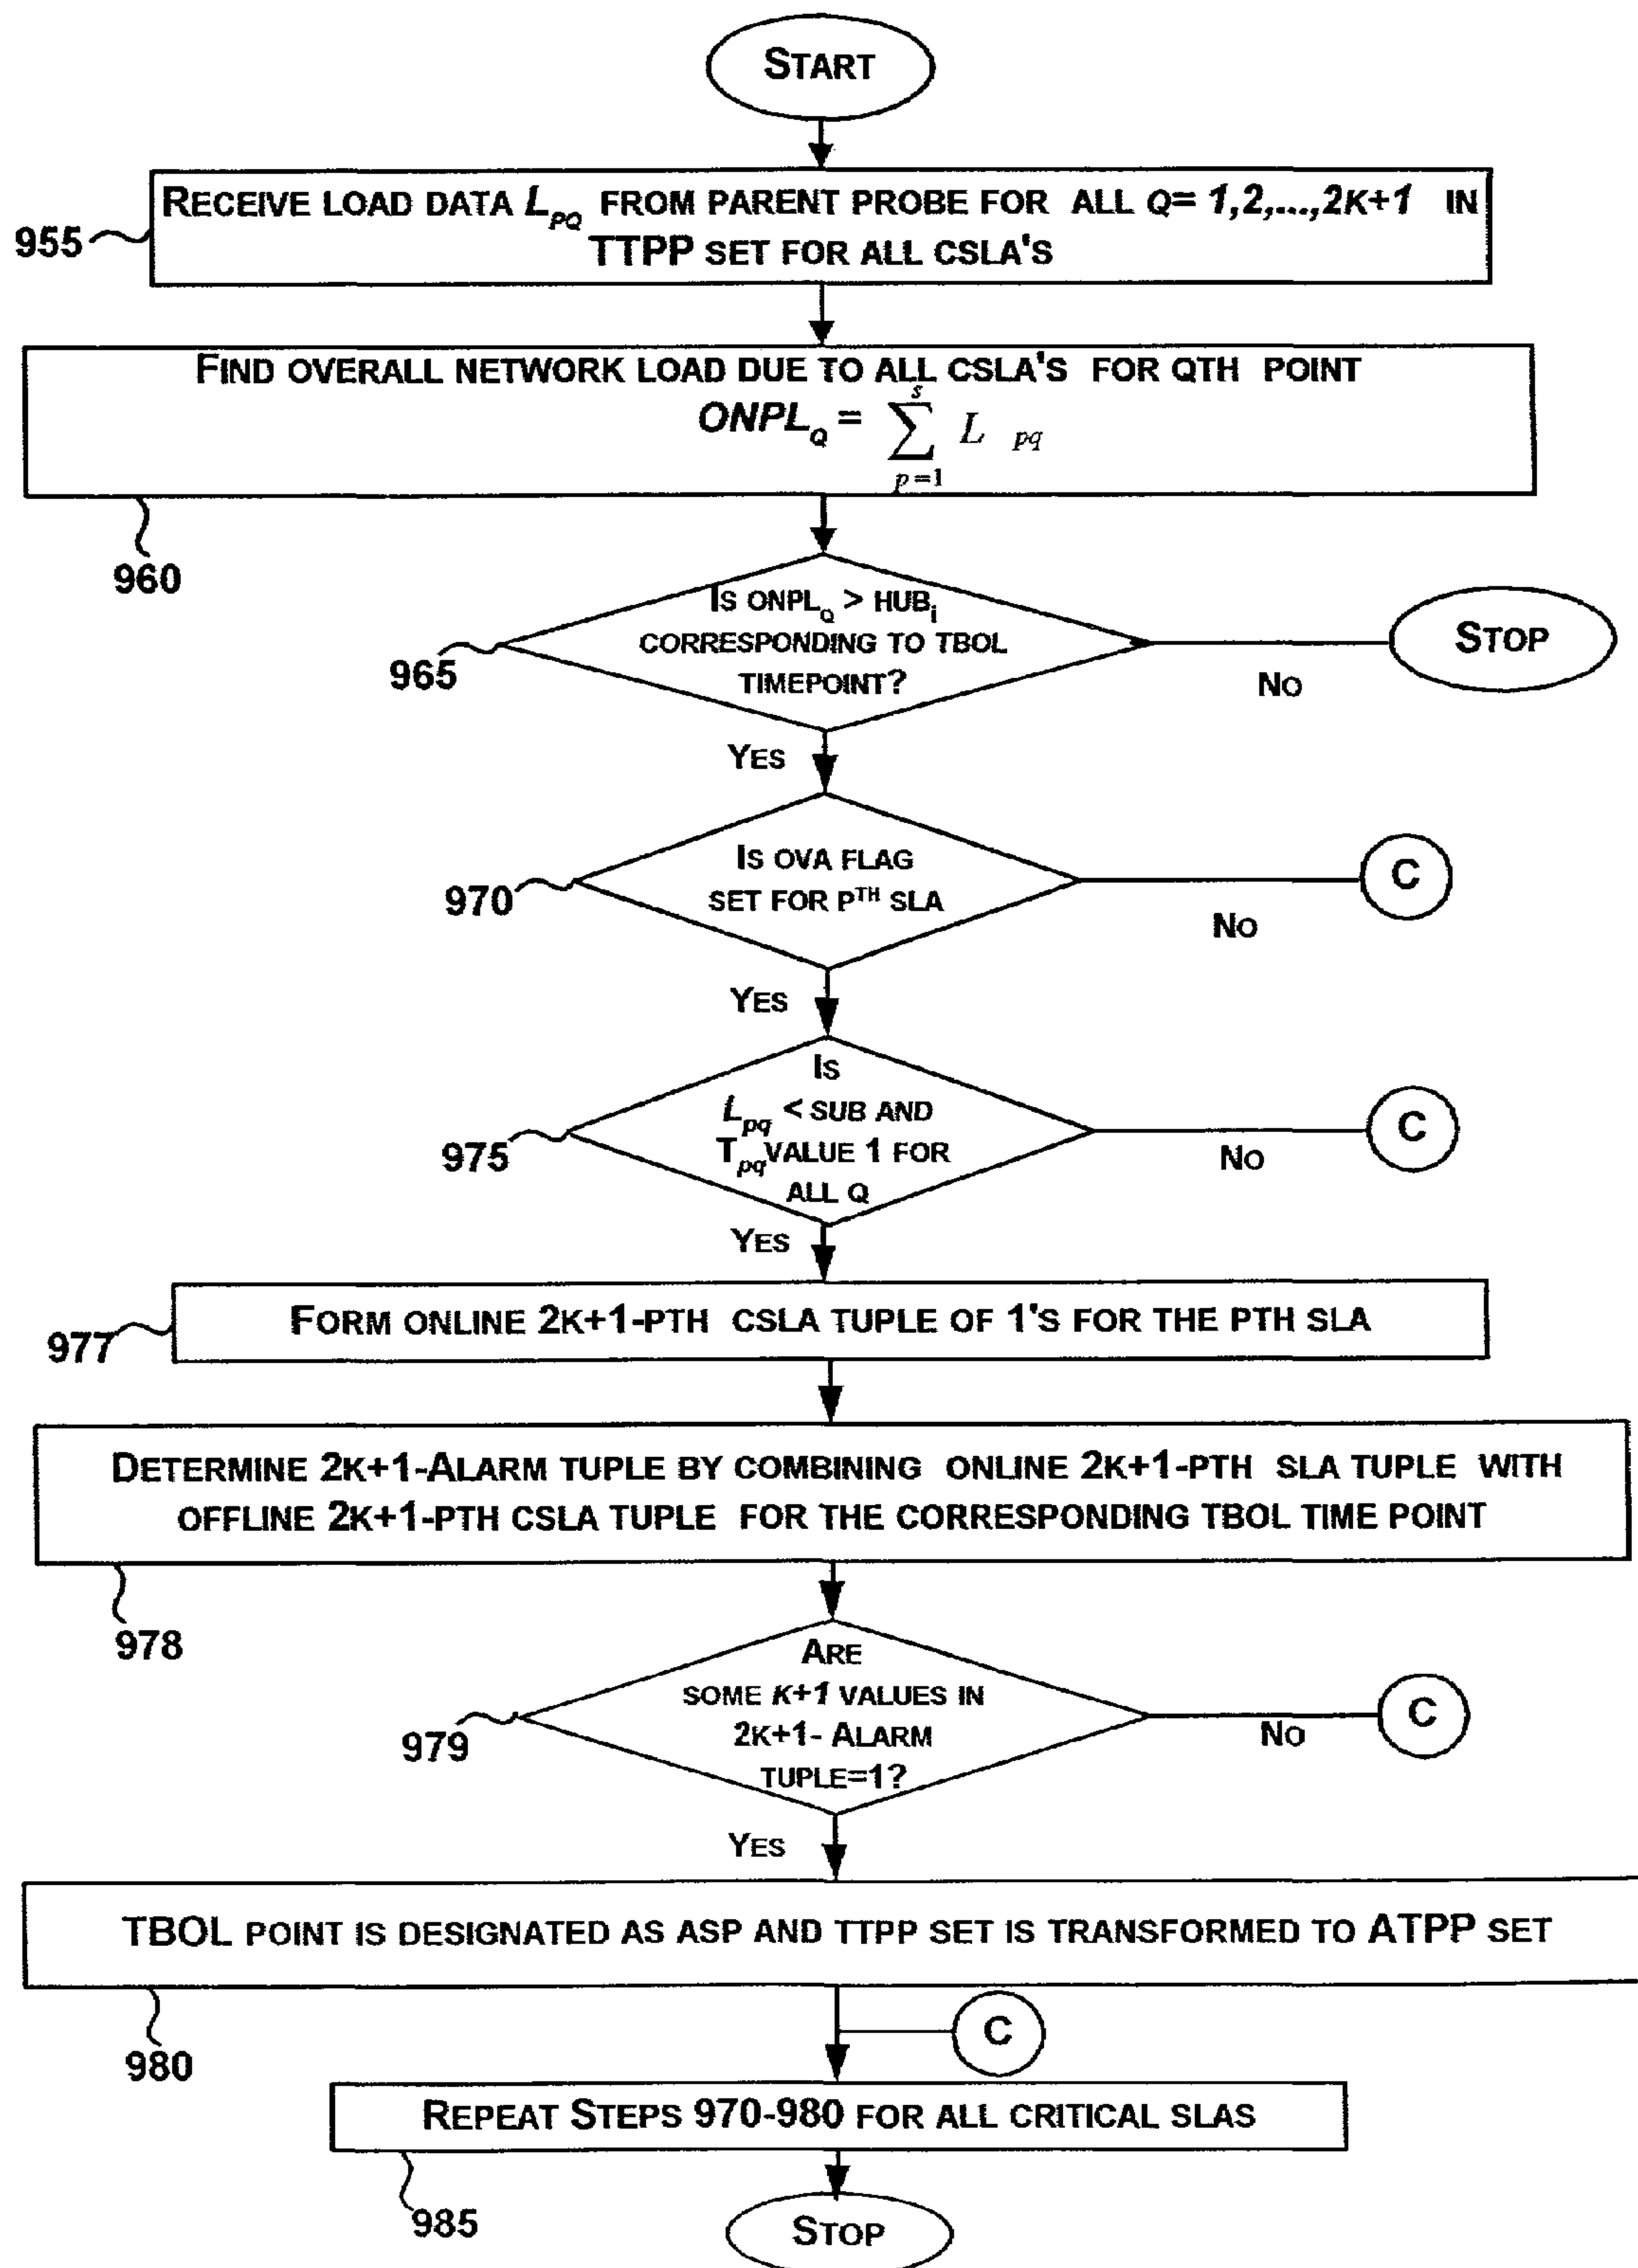 START
RECEIVE LOAD DATA L_PQ FROM PARENT PROBE FOR ALL Q= 1,2,...,2K+1 IN
TTPP SET FOR ALL CSLA'S
955
FIND OVERALL NETWORK LOAD DUE TO ALL CSLA'S FOR QTH POINT
ONPL_Q = \sum_{p=1}^{s} L_{pq}
960
IS ONPL_Q > HUB_i
CORRESPONDING TO TBOL
TIMEPOINT?
965
NO
STOP
YES
IS OVA FLAG
SET FOR P^TH SLA
970
NO
C
YES
IS
L_pq < SUB AND
T_pq VALUE 1 FOR
ALL Q
975
NO
C
YES
FORM ONLINE 2K+1-PTH CSLA TUPLE OF 1'S FOR THE PTH SLA
977
DETERMINE 2K+1-ALARM TUPLE BY COMBINING ONLINE 2K+1-PTH SLA TUPLE WITH
OFFLINE 2K+1-PTH CSLA TUPLE FOR THE CORRESPONDING TBOL TIME POINT
978
ARE
SOME K+1 VALUES IN
2K+1- ALARM
TUPLE=1?
979
NO
C
YES
TBOL POINT IS DESIGNATED AS ASP AND TTPP SET IS TRANSFORMED TO ATPP SET
980
C
REPEAT STEPS 970-980 FOR ALL CRITICAL SLAS
985
STOP